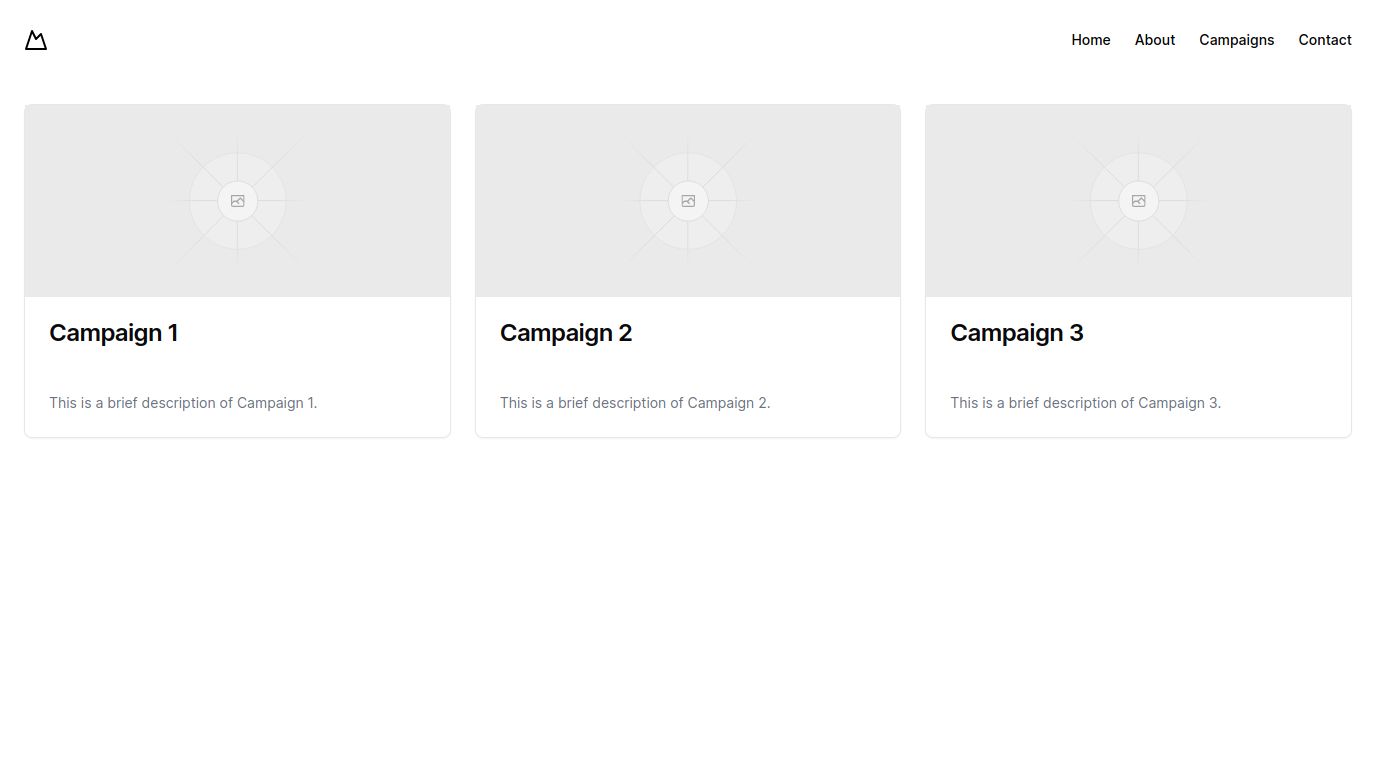 Home About Campaigns Contact
Campaign 1
This is a brief description of Campaign 1.
Campaign 2
This is a brief description of Campaign 2.
Campaign 3
This is a brief description of Campaign 3.